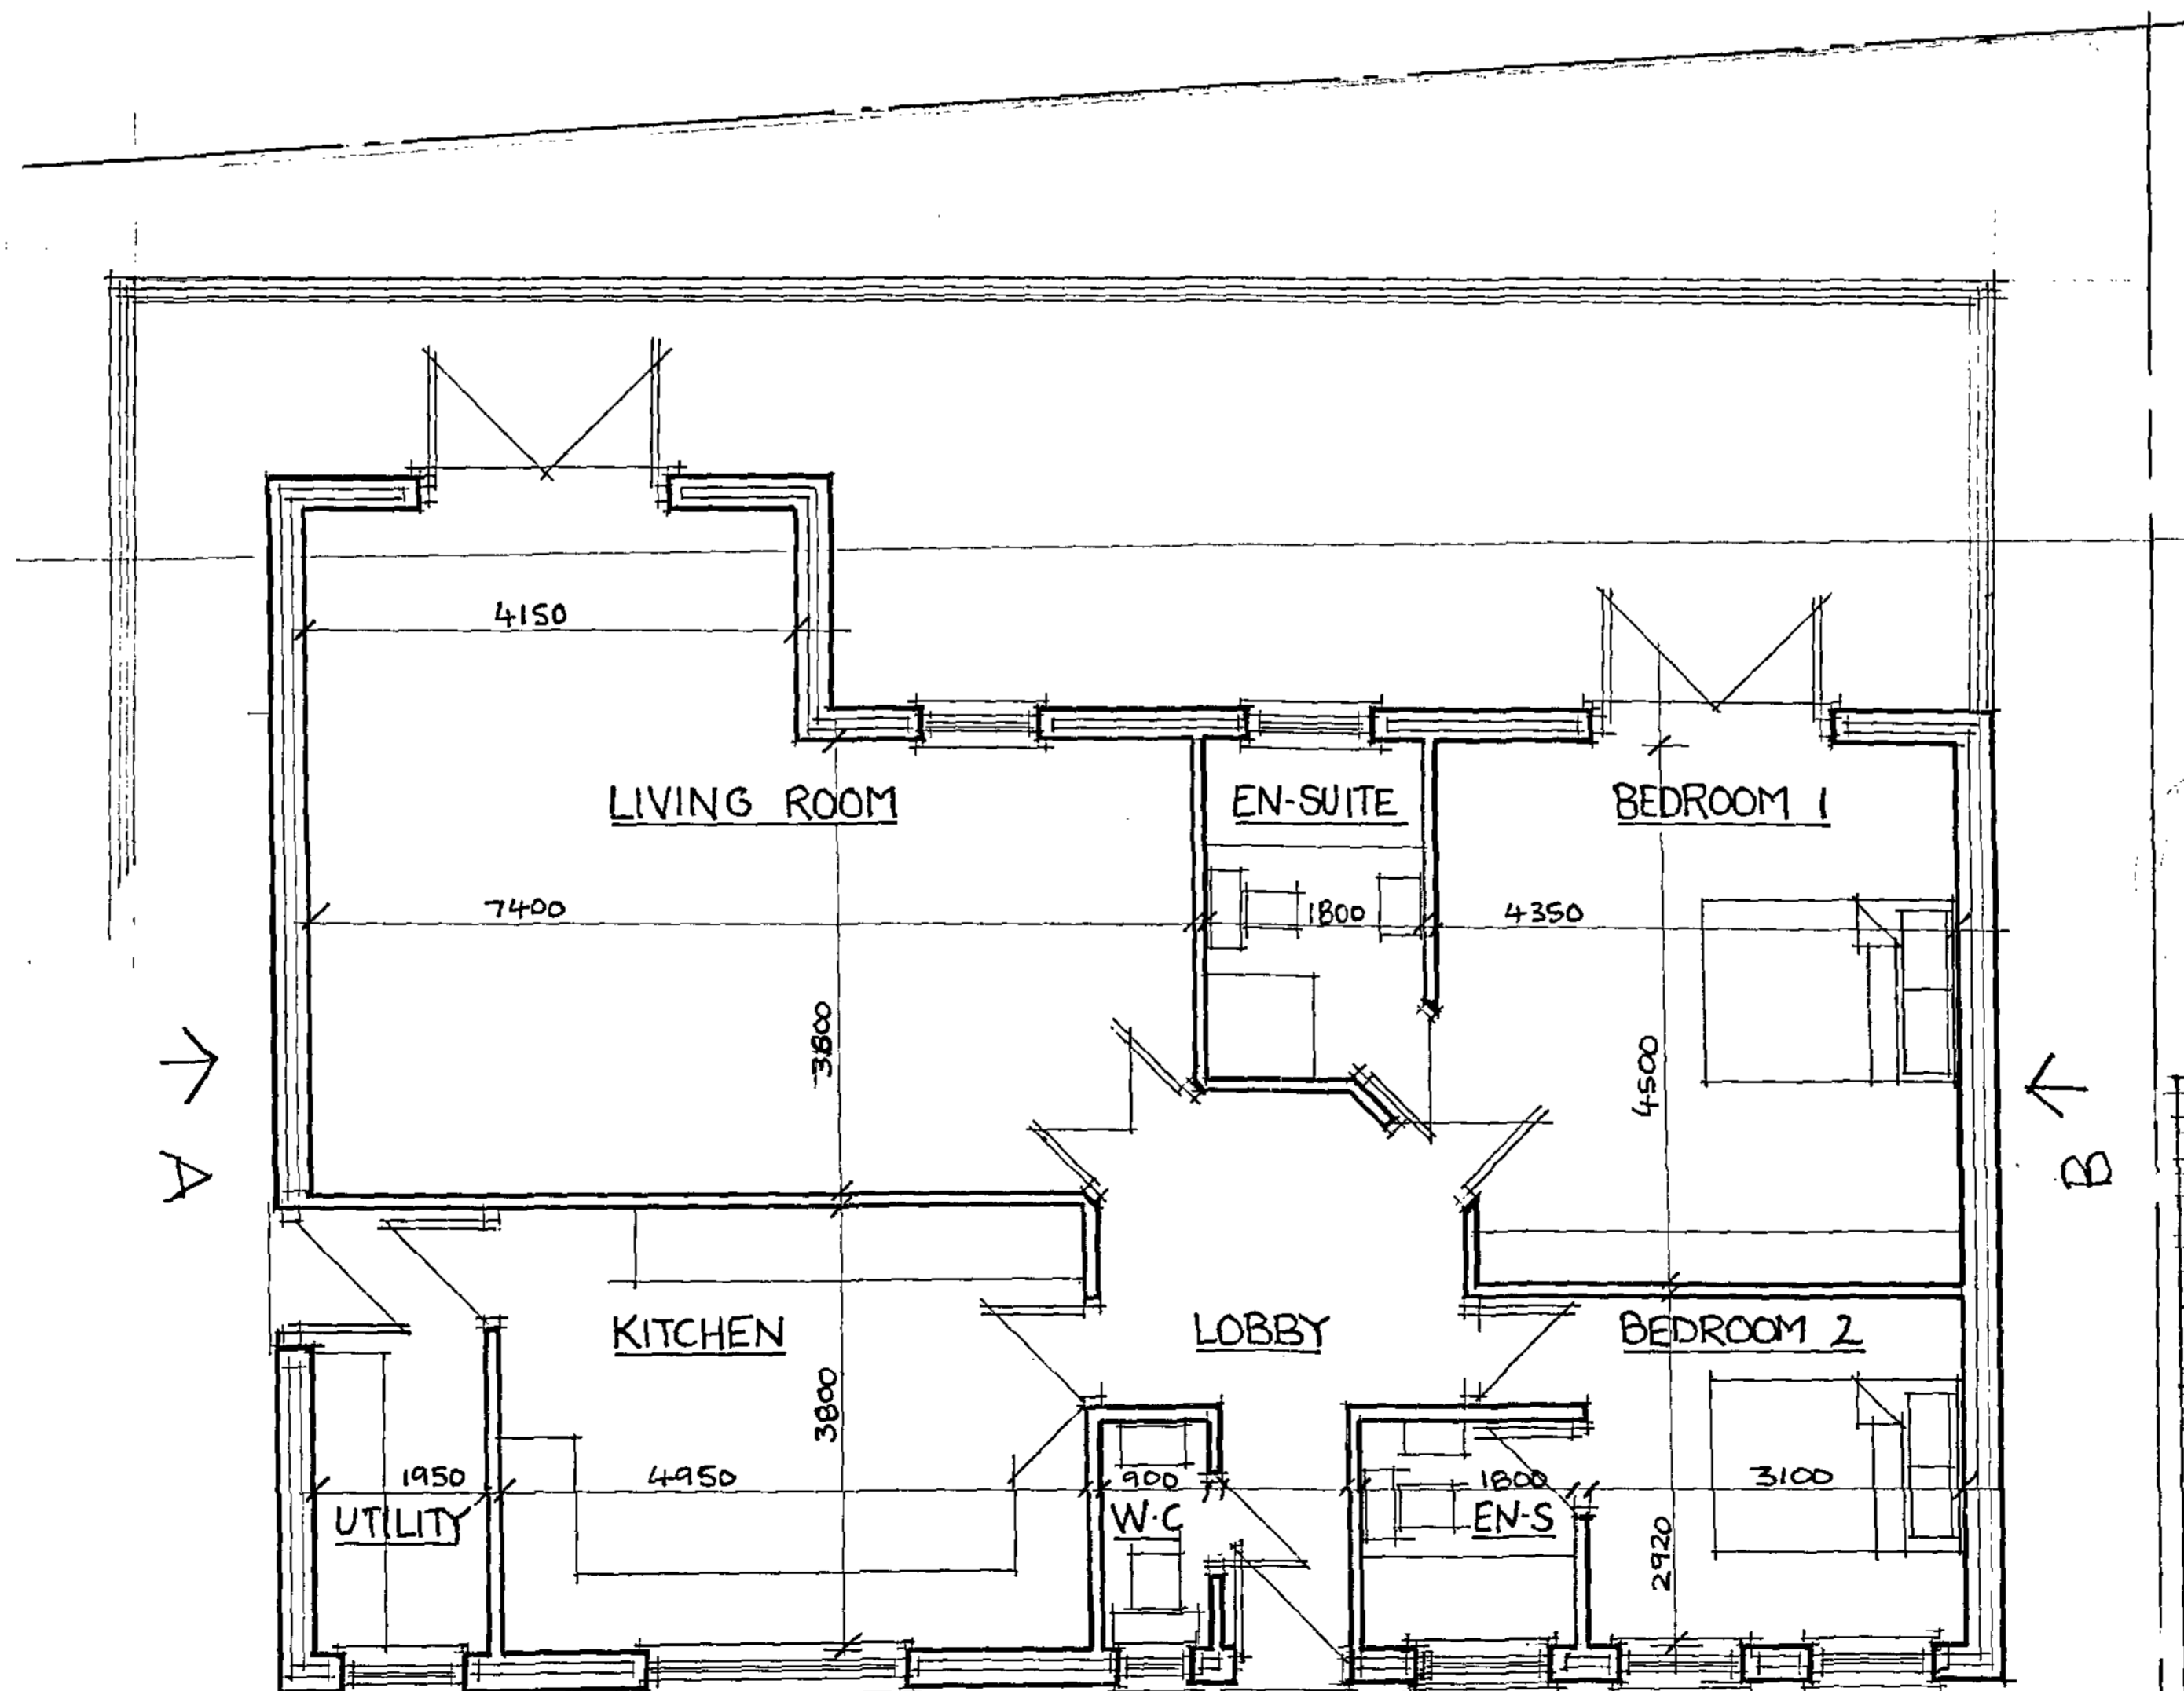 4150
LIVING ROOM
EN-SUITE
BEDROOM 1
7400
1800
4350
3800
4500
A
B
KITCHEN
LOBBY
BEDROOM 2
3800
1950
4950
900
1800
3100
UTILITY
W.C
EN-S
2920